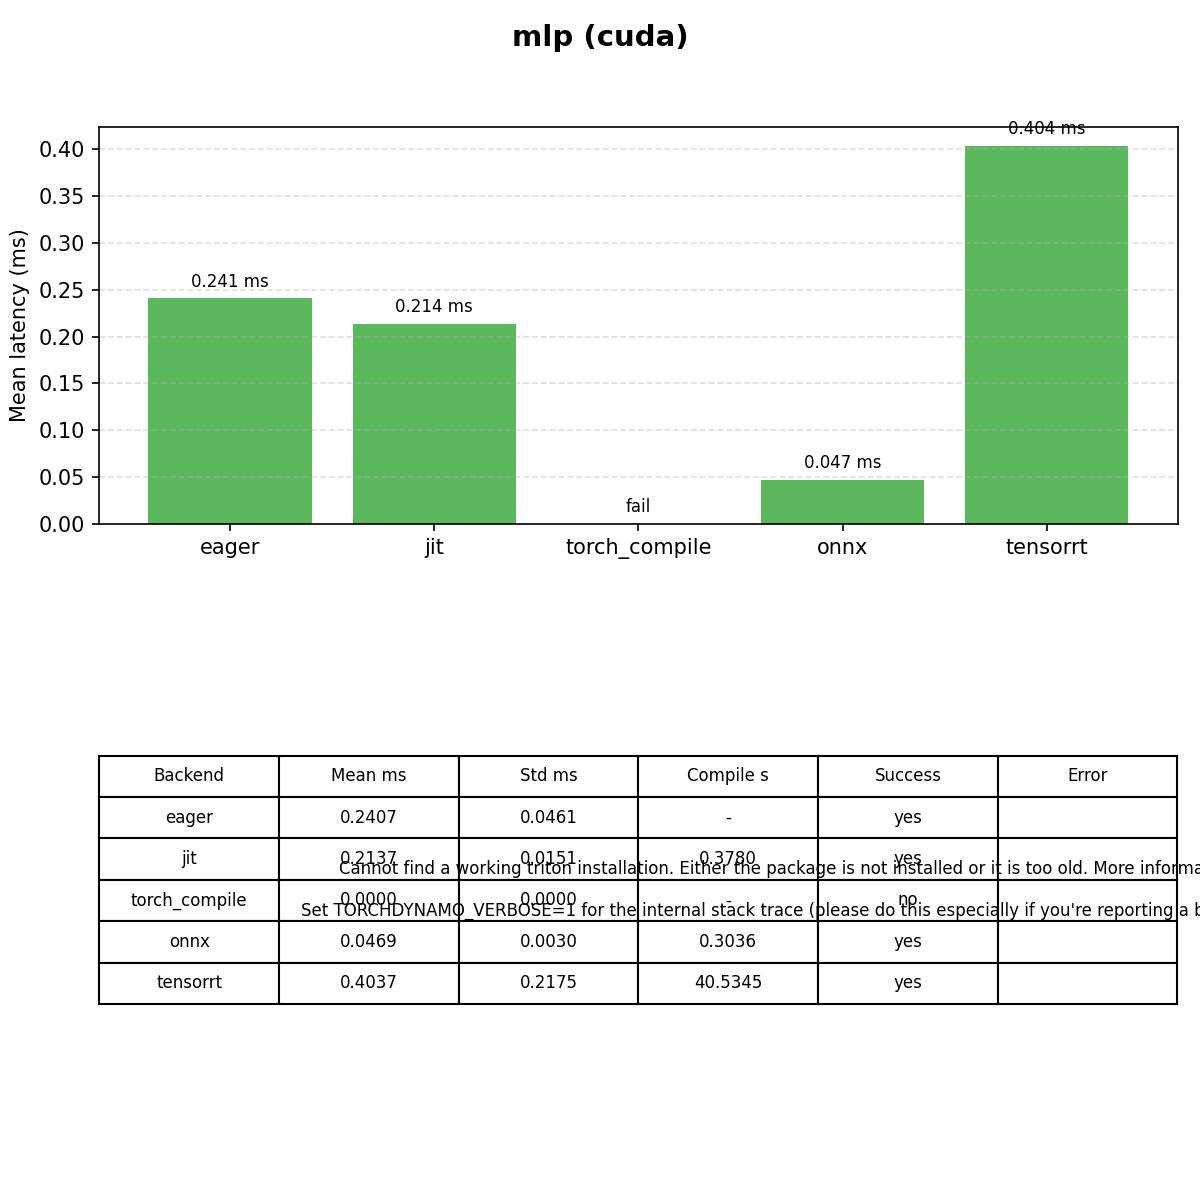 mlp (cuda)
0.404 ms
0.40
0.35
0.30
0.241 ms
0.25
0.214 ms
0.20
0.15
0.10
0.047 ms
0.05
fail
0.00
Mean latency (ms)
eager jit torch_compile onnx tensorrt
Backend Mean ms Std ms Compile s Success Error
eager 0.2407 0.0461 - yes
jit 0.2137 0.0151 0.3780 yes
Cannot find a working triton installation. Either the package is not installed or it is too old. More informa
torch_compile 0.0000 0.0000 - no
Set TORCHDYNAMO_VERBOSE=1 for the internal stack trace (please do this especially if you're reporting a b
onnx 0.0469 0.0030 0.3036 yes
tensorrt 0.4037 0.2175 40.5345 yes